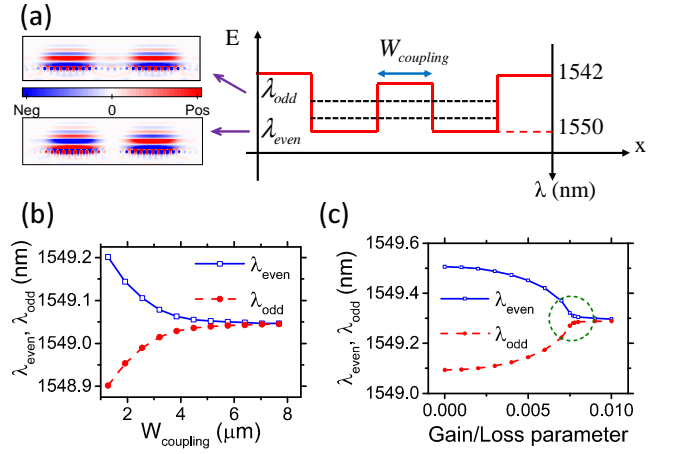 (a)
E
W_coupling
1542
λ_odd
Neg 0 Pos
λ_even
1550
x
λ (nm)
(b)
(c)
λ_even, λ_odd (nm)
1549.2
1549.1
1549.0
1548.9
λ_even
λ_odd
2 4 6 8
W_coupling (μm)
λ_even, λ_odd (nm)
1549.6
1549.4
1549.2
1549.0
λ_even
λ_odd
0.000 0.005 0.010
Gain/Loss parameter